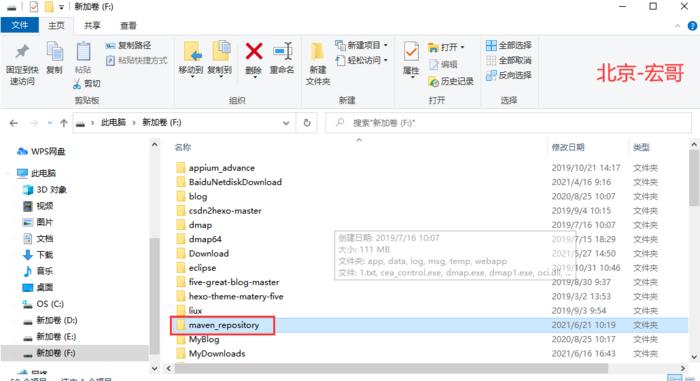 新加卷 (F:)
文件 主页 共享 查看
固定到快速访问 复制 粘贴 复制路径 粘贴快捷方式 剪切 移动到 复制到 删除 重命名 新建文件夹 新建项目 轻松访问 属性 打开 编辑 历史记录 全部选择 全部取消 反向选择
剪贴板 组织 新建 打开 选择
北京-宏哥
此电脑 新加卷 (F:) 搜索"新加卷 (F:)"
名称 修改日期 类型
WPS网盘
此电脑
3D 对象
视频
图片
文档
下载
音乐
桌面
OS (C:)
新加卷 (D:)
新加卷 (E:)
新加卷 (F:)
appium_advance 2019/10/21 14:17 文件夹
BaiduNetdiskDownload 2021/4/16 9:16 文件夹
blog 2020/8/25 10:07 文件夹
csdn2hexo-master 2019/9/4 10:15 文件夹
dmap 2019/7/16 10:07 文件夹
dmap64 2019/7/15 18:29 文件夹
Download 2021/5/27 14:50 文件夹
eclipse 2019/10/31 10:46 文件夹
five-great-blog-master 2019/8/30 9:37 文件夹
hexo-theme-matery-five 2019/3/2 13:53 文件夹
liux 2019/9/3 9:54 文件夹
maven_repository 2021/6/21 10:19 文件夹
MyBlog 2020/8/25 10:17 文件夹
MyDownloads 2021/6/16 16:43 文件夹
创建日期: 2019/7/16 10:07
大小: 111 MB
文件夹: app, data, log, msg, temp, webapp
文件: 1.txt, cea_control.exe, dmap.exe, dmap1.exe, oci.dll, ...